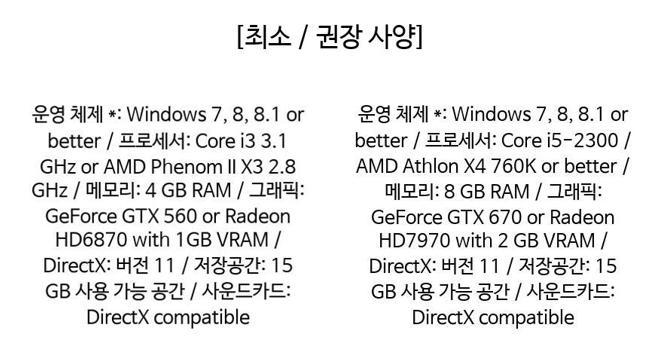 [최소 / 권장 사양]
운영 체제 *: Windows 7, 8, 8.1 or
better / 프로세서: Core i3 3.1
GHz or AMD Phenom II X3 2.8
GHz / 메모리: 4 GB RAM / 그래픽:
GeForce GTX 560 or Radeon
HD6870 with 1GB VRAM /
DirectX: 버전 11 / 저장공간: 15
GB 사용 가능 공간 / 사운드카드:
DirectX compatible
운영 체제 *: Windows 7, 8, 8.1 or
better / 프로세서: Core i5-2300 /
AMD Athlon X4 760K or better /
메모리: 8 GB RAM / 그래픽:
GeForce GTX 670 or Radeon
HD7970 with 2 GB VRAM /
DirectX: 버전 11 / 저장공간: 15
GB 사용 가능 공간 / 사운드카드:
DirectX compatible